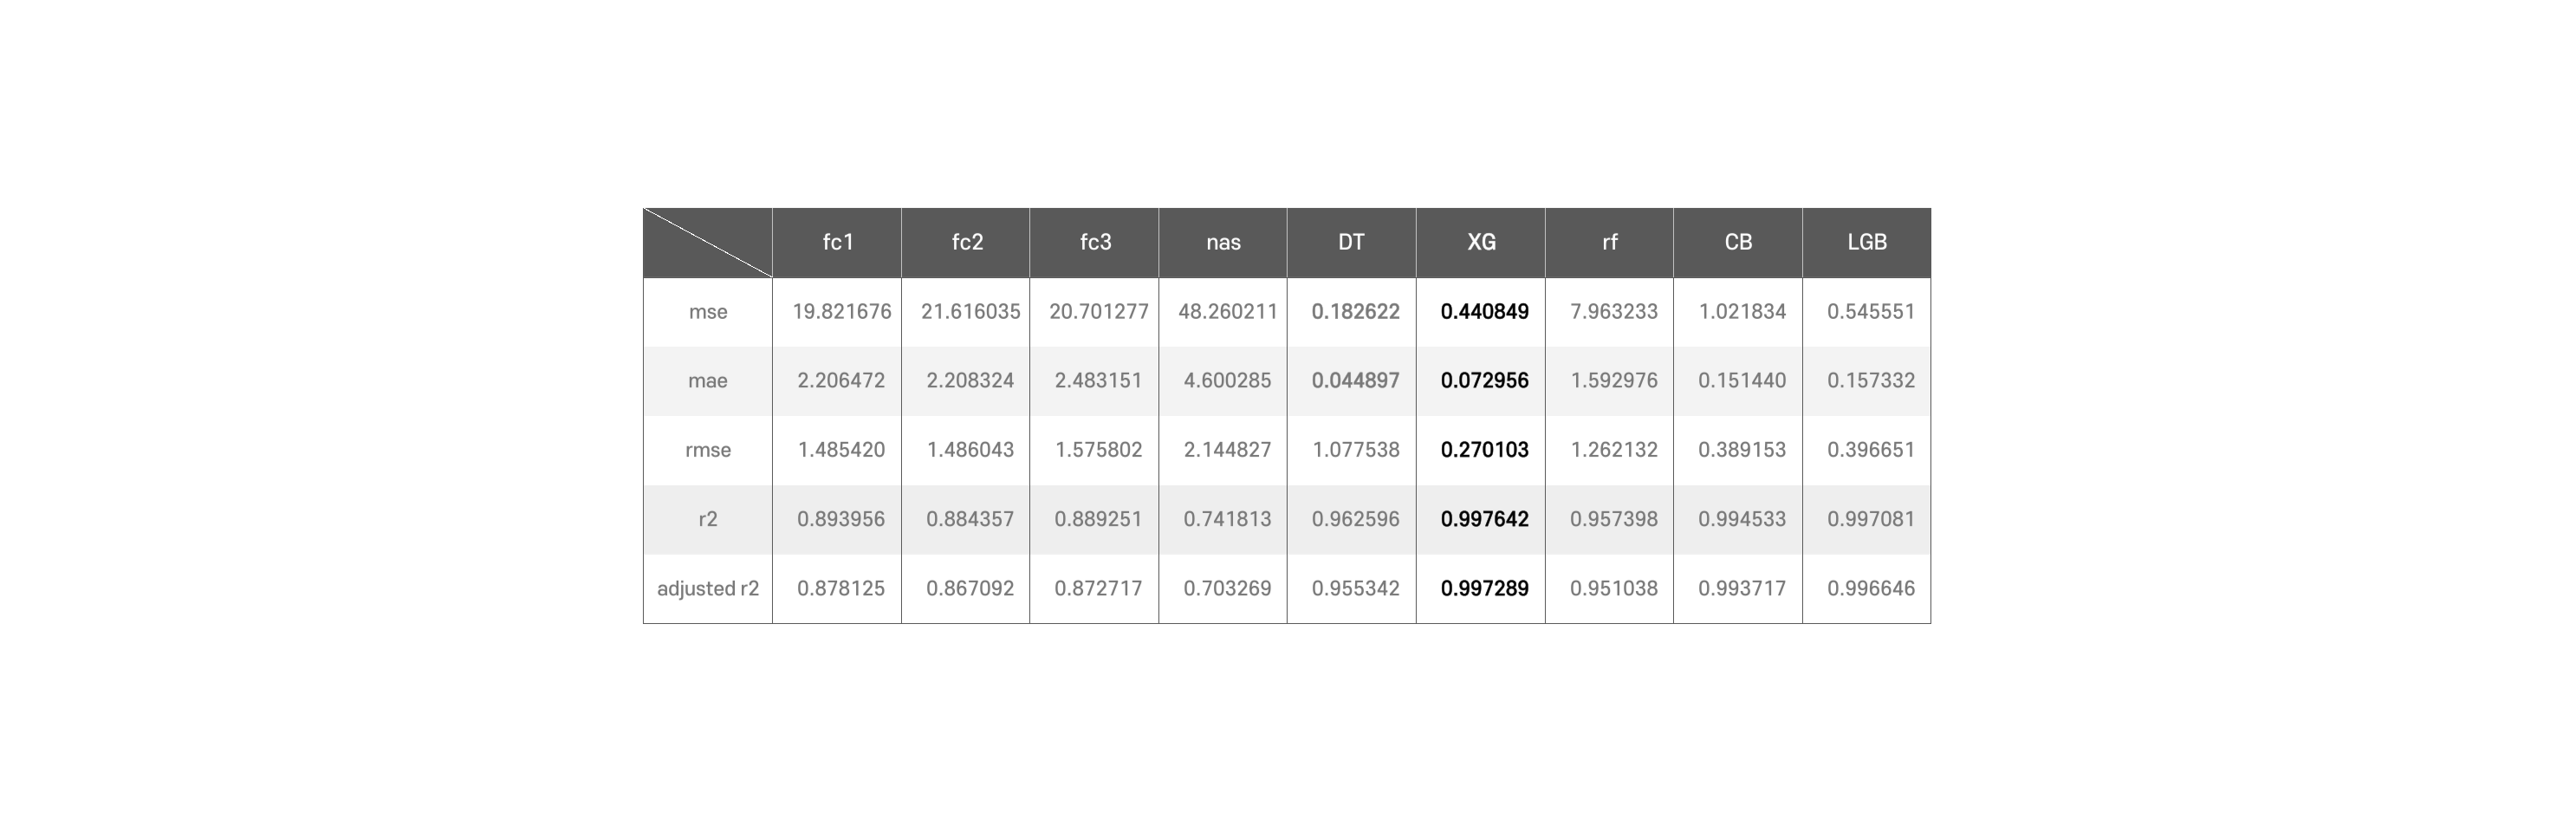 fc1 fc2 fc3 nas DT XG rf CB LGB
mse 19.821676 21.616035 20.701277 48.260211 0.182622 0.440849 7.963233 1.021834 0.545551
mae 2.206472 2.208324 2.483151 4.600285 0.044897 0.072956 1.592976 0.151440 0.157332
rmse 1.485420 1.486043 1.575802 2.144827 1.077538 0.270103 1.262132 0.389153 0.396651
r2 0.893956 0.884357 0.889251 0.741813 0.962596 0.997642 0.957398 0.994533 0.997081
adjusted r2 0.878125 0.867092 0.872717 0.703269 0.955342 0.997289 0.951038 0.993717 0.996646